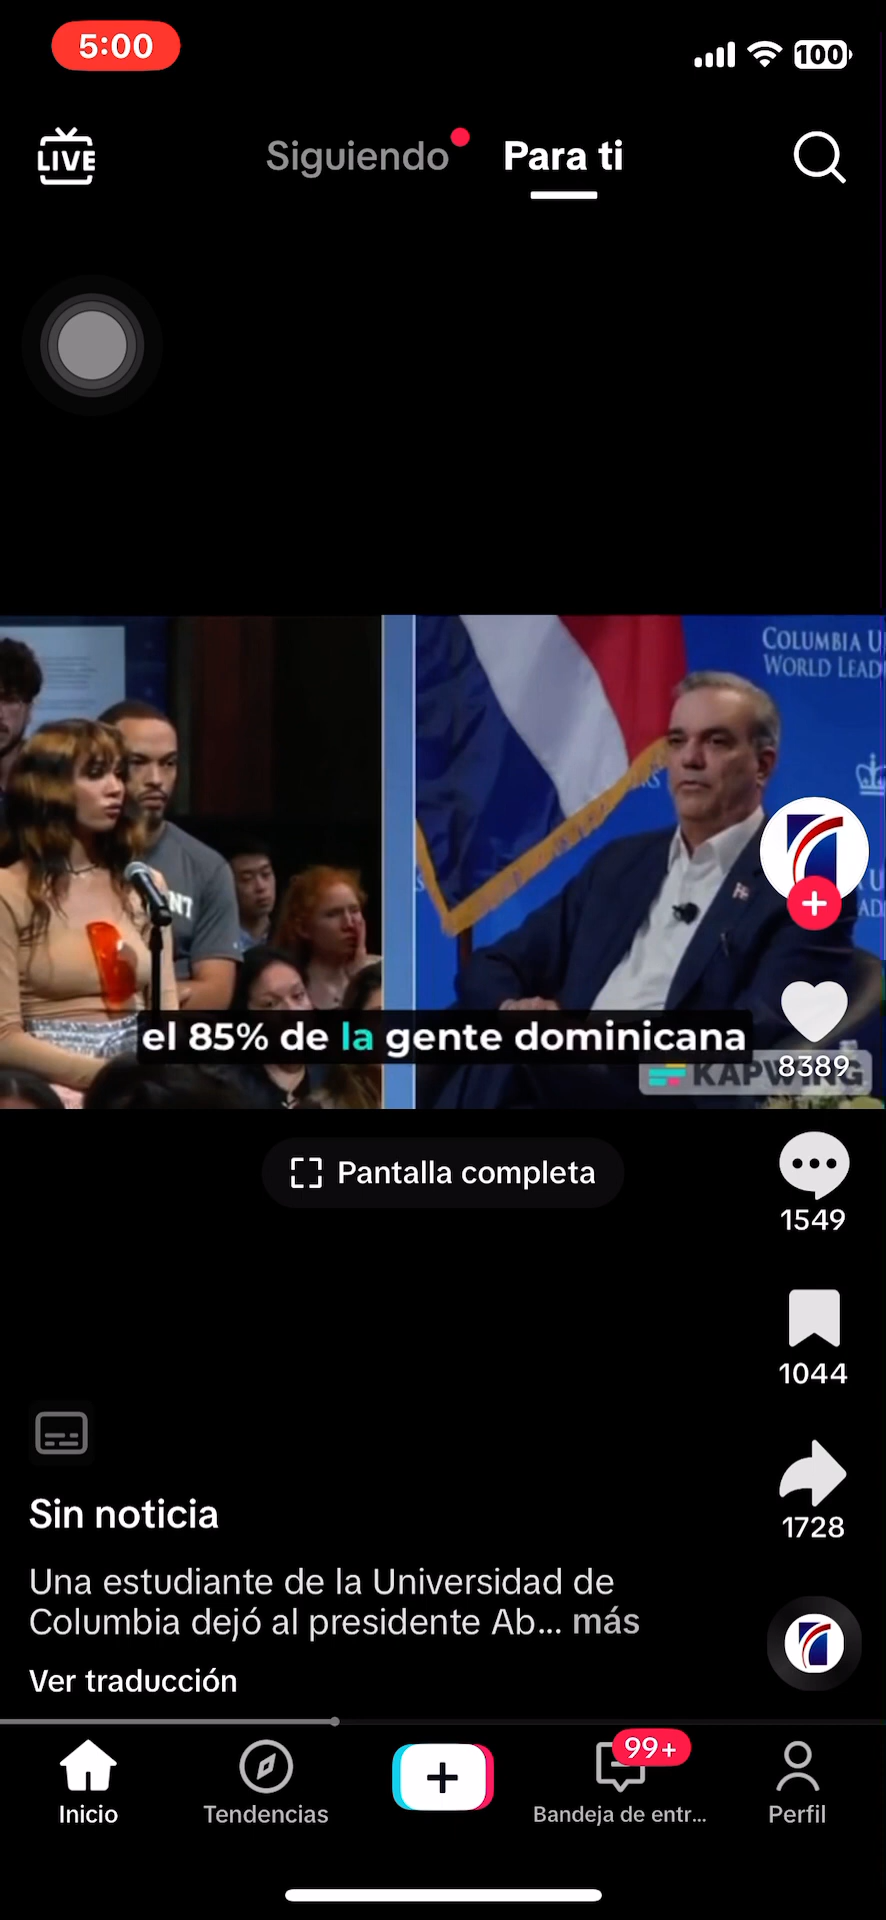 5:00
100
LIVE
Siguiendo
Para ti
COLUMBIA U
WORLD LEAD
NT
el 85% de la gente dominicana
KAPWING
8389
Pantalla completa
1549
1044
1728
Sin noticia
Una estudiante de la Universidad de
Columbia dejó al presidente Ab... más
Ver traducción
99+
Inicio
Tendencias
Bandeja de entr...
Perfil